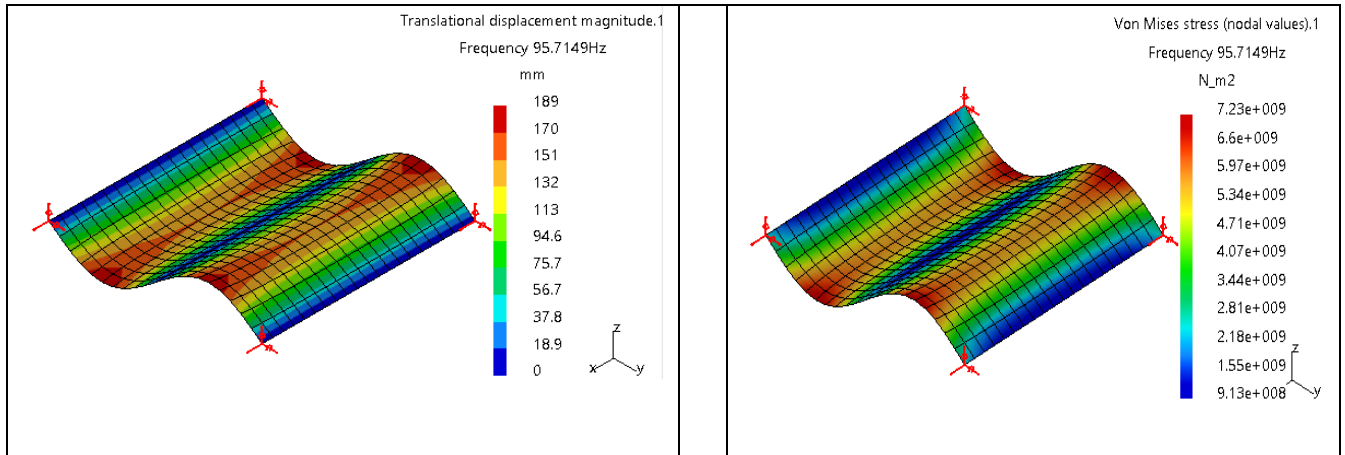 Translational displacement magnitude.1
Frequency 95.7149Hz
mm
189
170
151
132
113
94.6
75.7
56.7
37.8
18.9
0
z
x
y
Von Mises stress (nodal values).1
Frequency 95.7149Hz
N_m2
7.23e+009
6.6e+009
5.97e+009
5.34e+009
4.71e+009
4.07e+009
3.44e+009
2.81e+009
2.18e+009
1.55e+009
9.13e+008
z
y